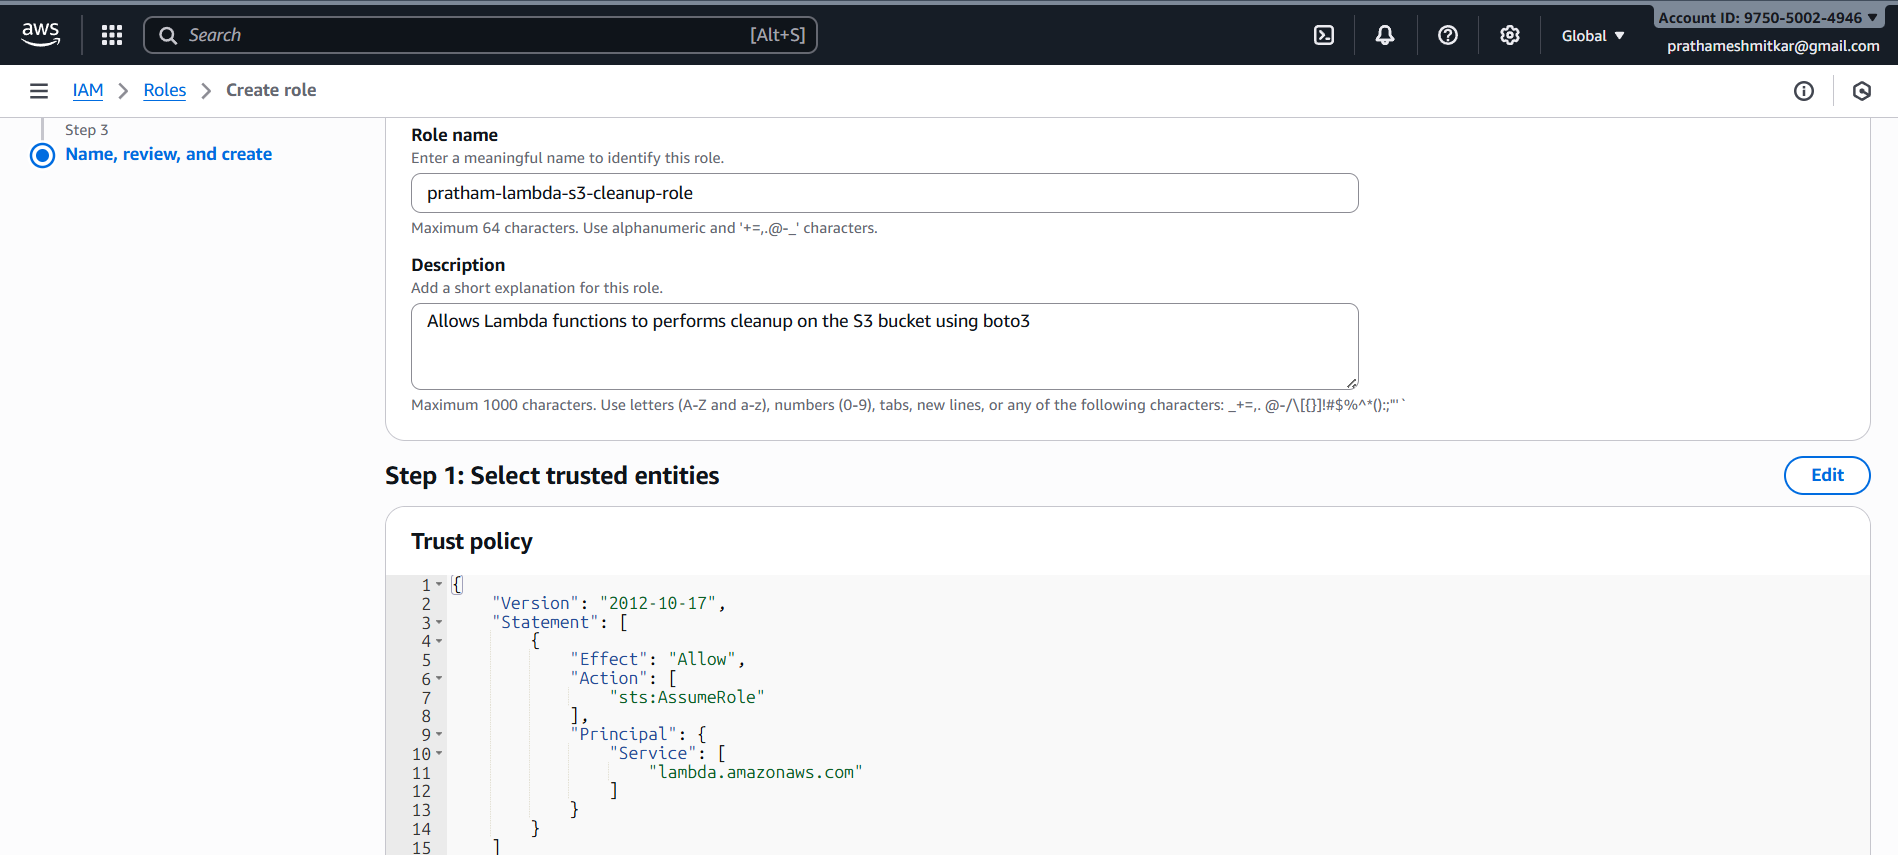 aws
Search [Alt+S]
Global
Account ID: 9750-5002-4946
prathameshmitkar@gmail.com
IAM Roles Create role
Step 3
Name, review, and create
Role name
Enter a meaningful name to identify this role.
pratham-lambda-s3-cleanup-role
Maximum 64 characters. Use alphanumeric and '+=,.@-_' characters.
Description
Add a short explanation for this role.
Allows Lambda functions to performs cleanup on the S3 bucket using boto3
Maximum 1000 characters. Use letters (A-Z and a-z), numbers (0-9), tabs, new lines, or any of the following characters: _+=,. @-/\[{}]!#$%^*():;"'`
Step 1: Select trusted entities
Edit
Trust policy
1 {
2 "Version": "2012-10-17",
3 "Statement": [
4 {
5 "Effect": "Allow",
6 "Action": [
7 "sts:AssumeRole"
8 ],
9 "Principal": {
10 "Service": [
11 "lambda.amazonaws.com"
12 ]
13 }
14 }
15 ]